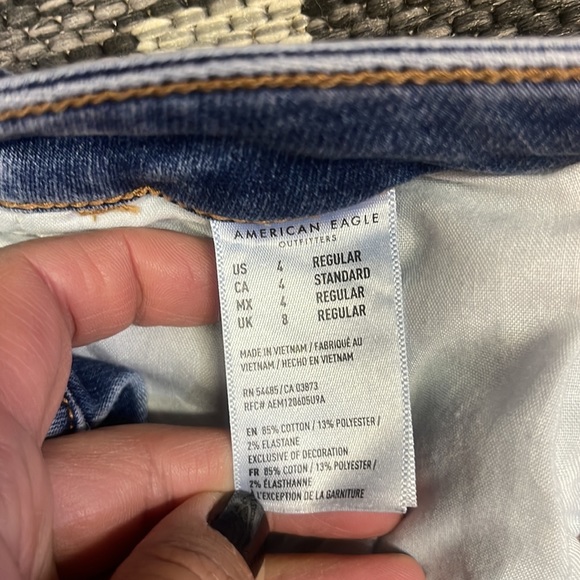 AMERICAN EAGLE
OUTFITTERS
US 4 REGULAR
CA 4 STANDARD
MX 4 REGULAR
UK 8 REGULAR
MADE IN VIETNAM / FABRIQUÉ AU
VIETNAM / HECHO EN VIETNAM
RN 54485/CA 03873
RFC# AEM120605U9A
EN 85% COTTON / 13% POLYESTER /
2% ELASTANE
EXCLUSIVE OF DECORATION
FR 85% COTON / 13% POLYESTER /
2% ÉLASTHANNE
À L'EXCEPTION DE LA GARNITURE